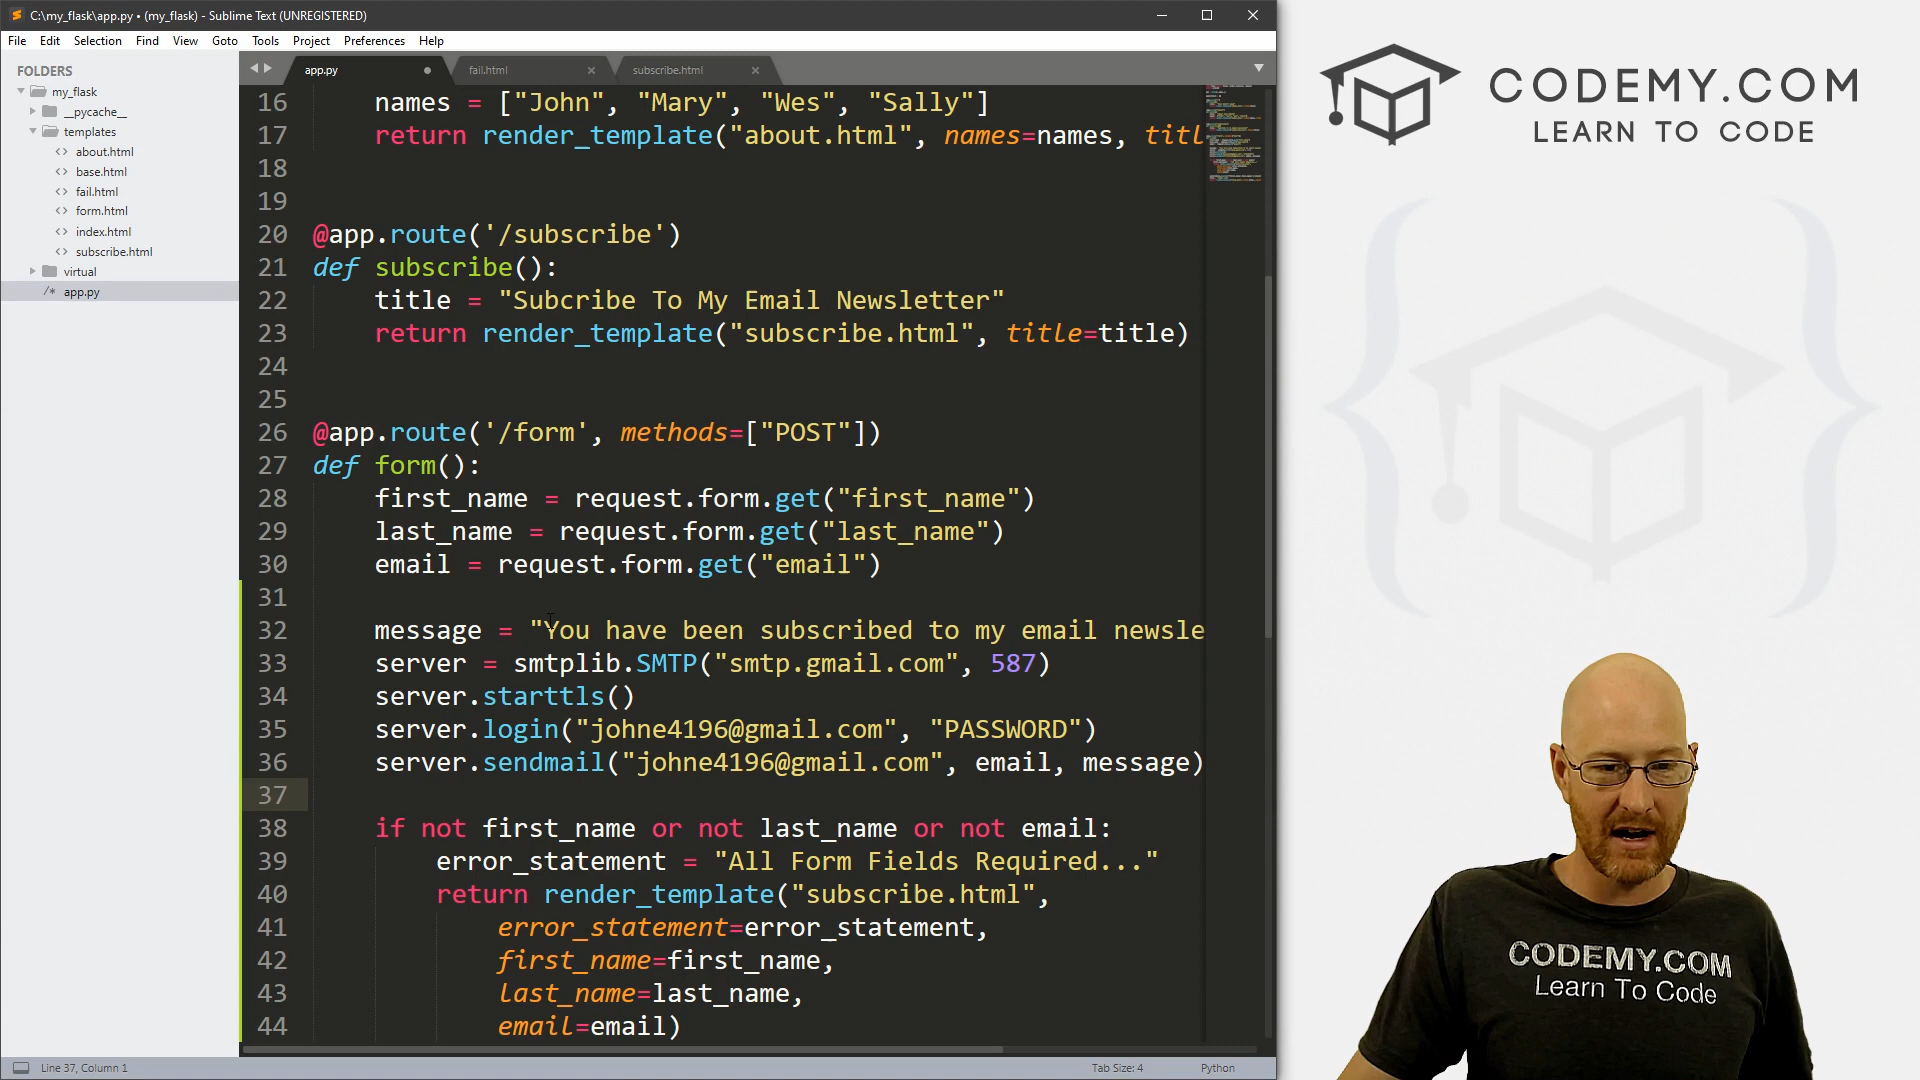 C:\my_flask\app.py • (my_flask) - Sublime Text (UNREGISTERED)
File Edit Selection Find View Goto Tools Project Preferences Help
FOLDERS
my_flask
__pycache__
templates
about.html
base.html
fail.html
form.html
index.html
subscribe.html
virtual
app.py
app.py fail.html subscribe.html
16 names = ["John", "Mary", "Wes", "Sally"]
17 return render_template("about.html", names=names, titl
18
19
20 @app.route('/subscribe')
21 def subscribe():
22 title = "Subcribe To My Email Newsletter"
23 return render_template("subscribe.html", title=title)
24
25
26 @app.route('/form', methods=["POST"])
27 def form():
28 first_name = request.form.get("first_name")
29 last_name = request.form.get("last_name")
30 email = request.form.get("email")
31
32 message = "You have been subscribed to my email newsle
33 server = smtplib.SMTP("smtp.gmail.com", 587)
34 server.starttls()
35 server.login("johne4196@gmail.com", "PASSWORD")
36 server.sendmail("johne4196@gmail.com", email, message)
37
38 if not first_name or not last_name or not email:
39 error_statement = "All Form Fields Required..."
40 return render_template("subscribe.html",
41 error_statement=error_statement,
42 first_name=first_name,
43 last_name=last_name,
44 email=email)
Line 37, Column 1 Tab Size: 4 Python
CODEMY.COM
LEARN TO CODE
CODEMY.COM
Learn To Code